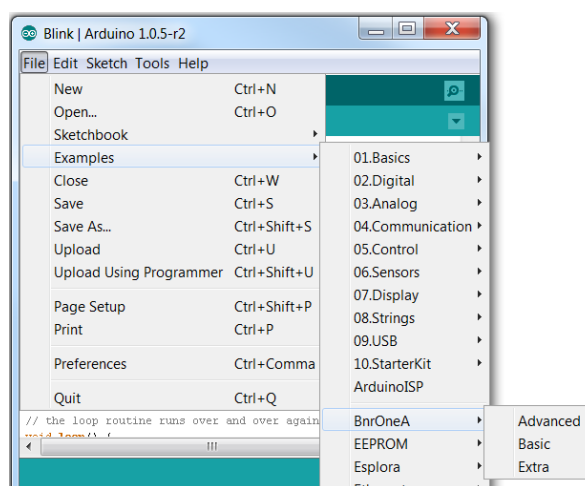 Blink | Arduino 1.0.5-r2
File Edit Sketch Tools Help
New Ctrl+N
Open... Ctrl+O
Sketchbook
Examples
Close Ctrl+W
Save Ctrl+S
Save As... Ctrl+Shift+S
Upload Ctrl+U
Upload Using Programmer Ctrl+Shift+U
Page Setup Ctrl+Shift+P
Print Ctrl+P
Preferences Ctrl+Comma
Quit Ctrl+Q
// the loop routine runs over and over again
void loop() {
01.Basics
02.Digital
03.Analog
04.Communication
05.Control
06.Sensors
07.Display
08.Strings
09.USB
10.StarterKit
ArduinoISP
BnrOneA
EEPROM
Esplora
Advanced
Basic
Extra